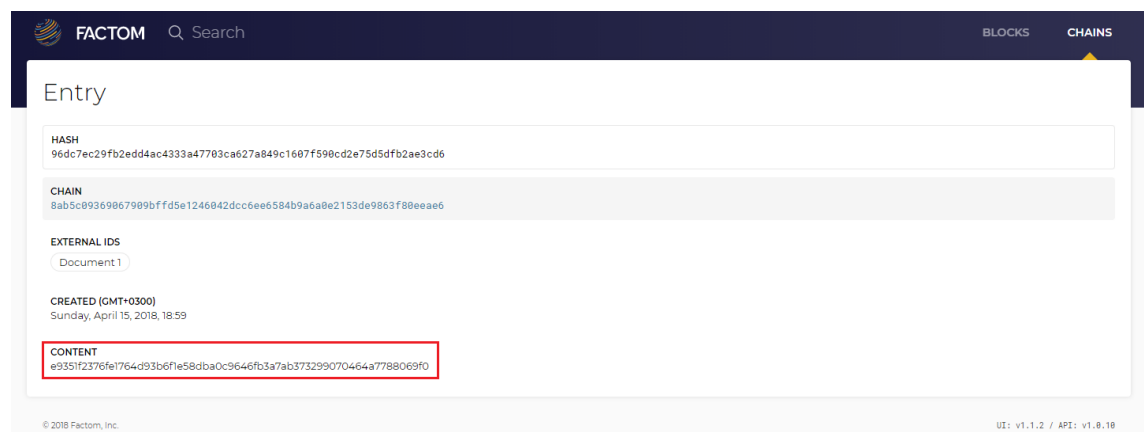 FACTOM Search BLOCKS CHAINS
Entry
HASH
96dc7ec29fb2edd4ac4333a47703ca627a849c1607f590cd2e75d5dfb2ae3cd6
CHAIN
8ab5c09369067909bffd5e1246042dcc6ee6584b9a6a0e2153de9863f80eeae6
EXTERNAL IDS
Document 1
CREATED (GMT+0300)
Sunday, April 15, 2018, 18:59
CONTENT
e9351f2376fe1764d93b6f1e58dba0c9646fb3a7ab373299070464a7788069f0
© 2018 Factom, Inc. UI: v1.1.2 / API: v1.0.10